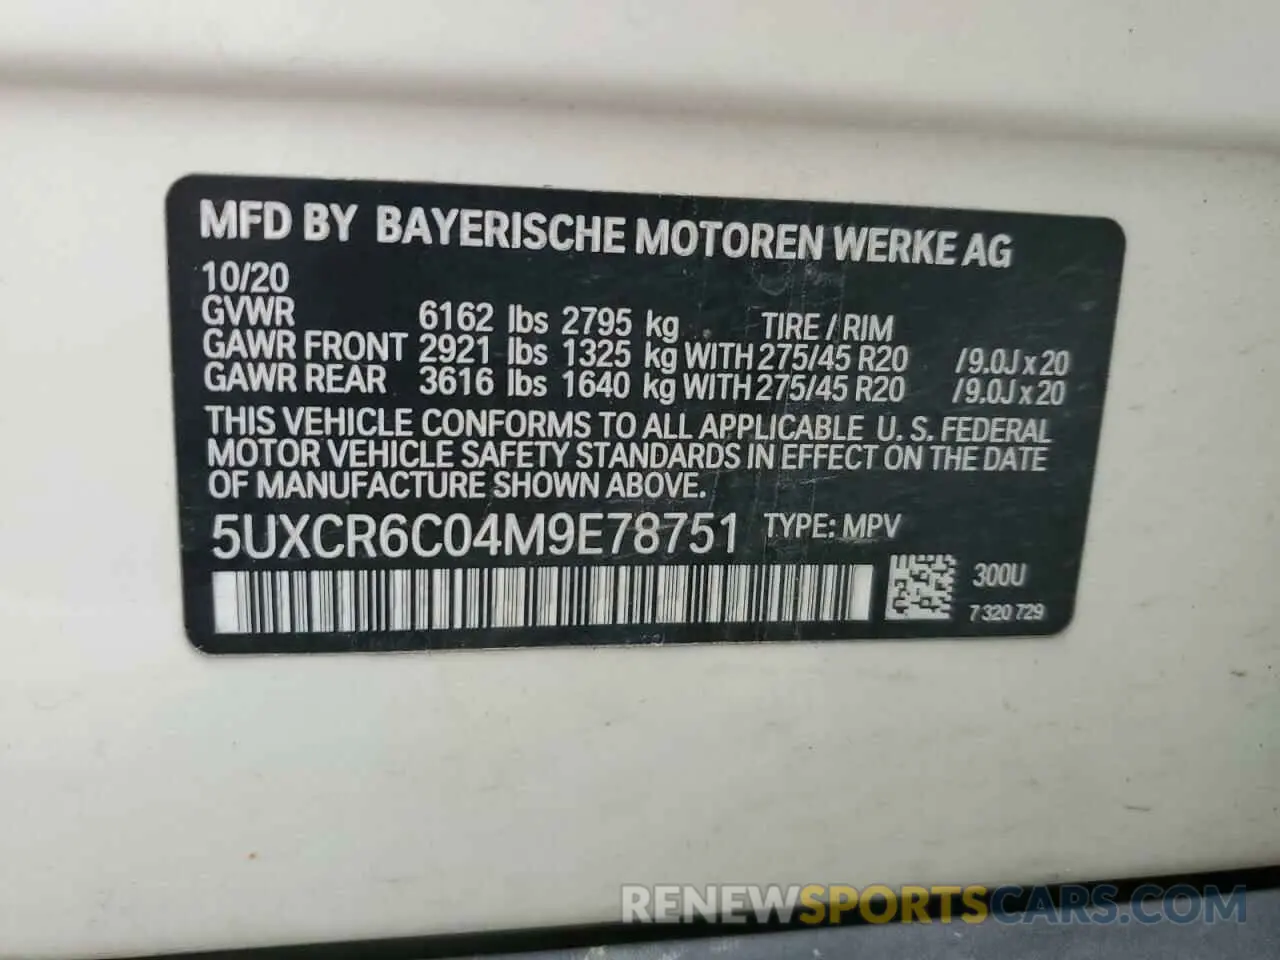 MFD BY BAYERISCHE MOTOREN WERKE AG
10/20
GVWR 6162 lbs 2795 kg TIRE / RIM
GAWR FRONT 2921 lbs 1325 kg WITH 275/45 R20 /9.0J x 20
GAWR REAR 3616 lbs 1640 kg WITH 275/45 R20 /9.0J x 20
THIS VEHICLE CONFORMS TO ALL APPLICABLE U. S. FEDERAL
MOTOR VEHICLE SAFETY STANDARDS IN EFFECT ON THE DATE
OF MANUFACTURE SHOWN ABOVE.
5UXCR6C04M9E78751 TYPE: MPV
300U
7 320 729
RENEWSPORTSCARS.COM